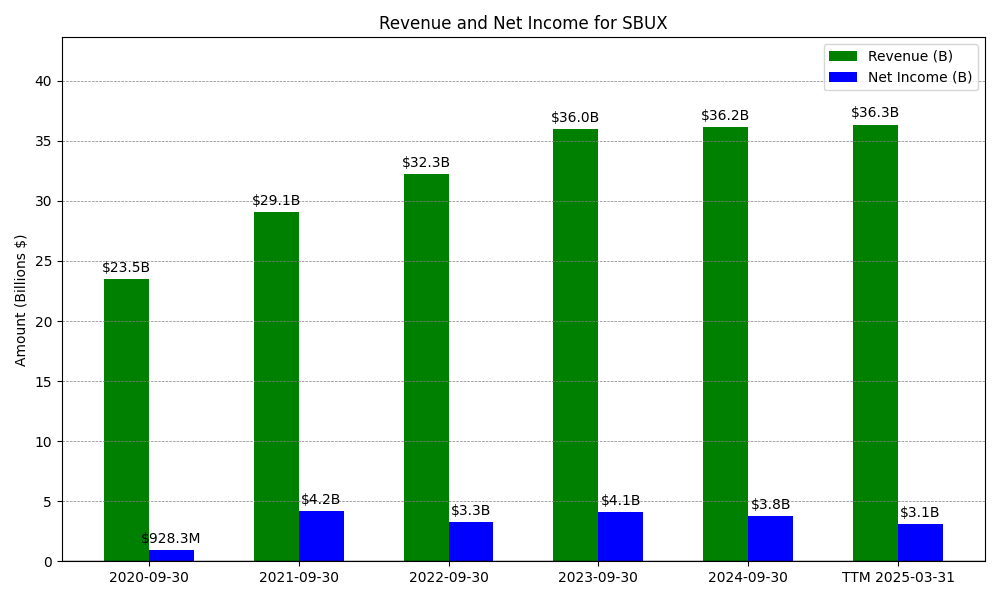 Revenue and Net Income for SBUX
Revenue (B)
Net Income (B)
Amount (Billions $)
40
35
30
25
20
15
10
5
0
$23.5B
$928.3M
$29.1B
$4.2B
$32.3B
$3.3B
$36.0B
$4.1B
$36.2B
$3.8B
$36.3B
$3.1B
2020-09-30
2021-09-30
2022-09-30
2023-09-30
2024-09-30
TTM 2025-03-31